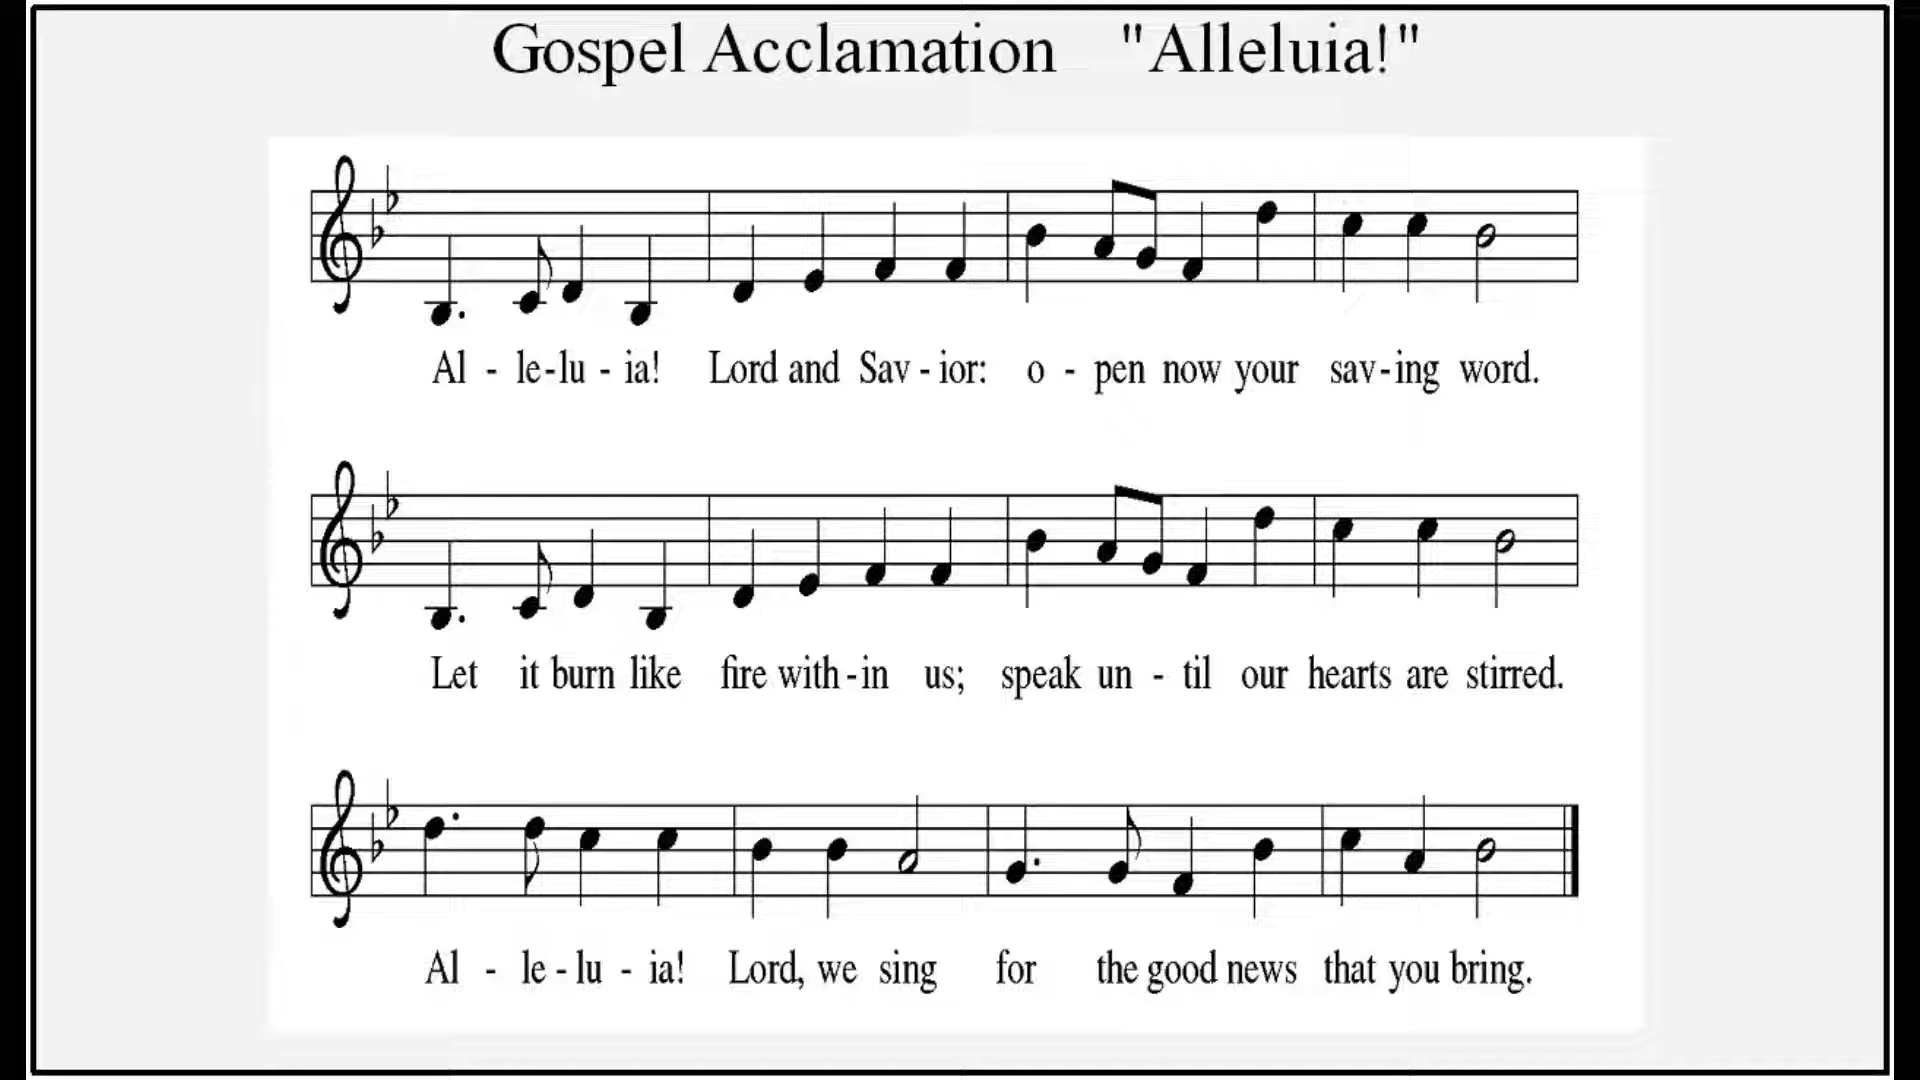 Gospel Acclamation "Alleluia!"
Al - le - lu - ia! Lord and Sav - ior: o - pen now your sav - ing word.
Let it burn like fire with - in us; speak un - til our hearts are stirred.
Al - le - lu - ia! Lord, we sing for the good news that you bring.